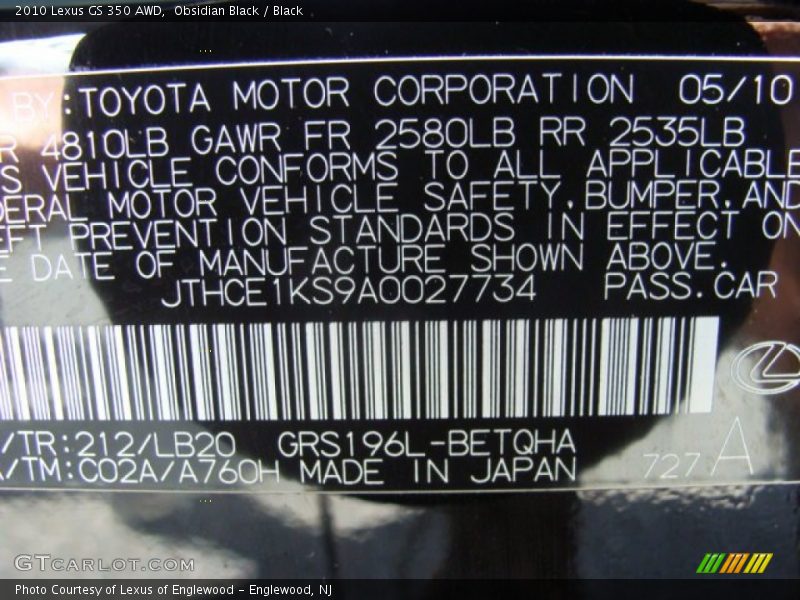 2010 Lexus GS 350 AWD, Obsidian Black / Black
BY: TOYOTA MOTOR CORPORATION 05/10
R 4810LB GAWR FR 2580LB RR 2535LB
S VEHICLE CONFORMS TO ALL APPLICABLE
DERAL MOTOR VEHICLE SAFETY, BUMPER, AND
EFT PREVENTION STANDARDS IN EFFECT ON
E DATE OF MANUFACTURE SHOWN ABOVE.
JTHCE1KS9A0027734 PASS. CAR
/TR:212/LB20 GRS196L-BETQHA
A/TM:C02A/A760H MADE IN JAPAN 727 A
GTCARLOT.COM
Photo Courtesy of Lexus of Englewood - Englewood, NJ